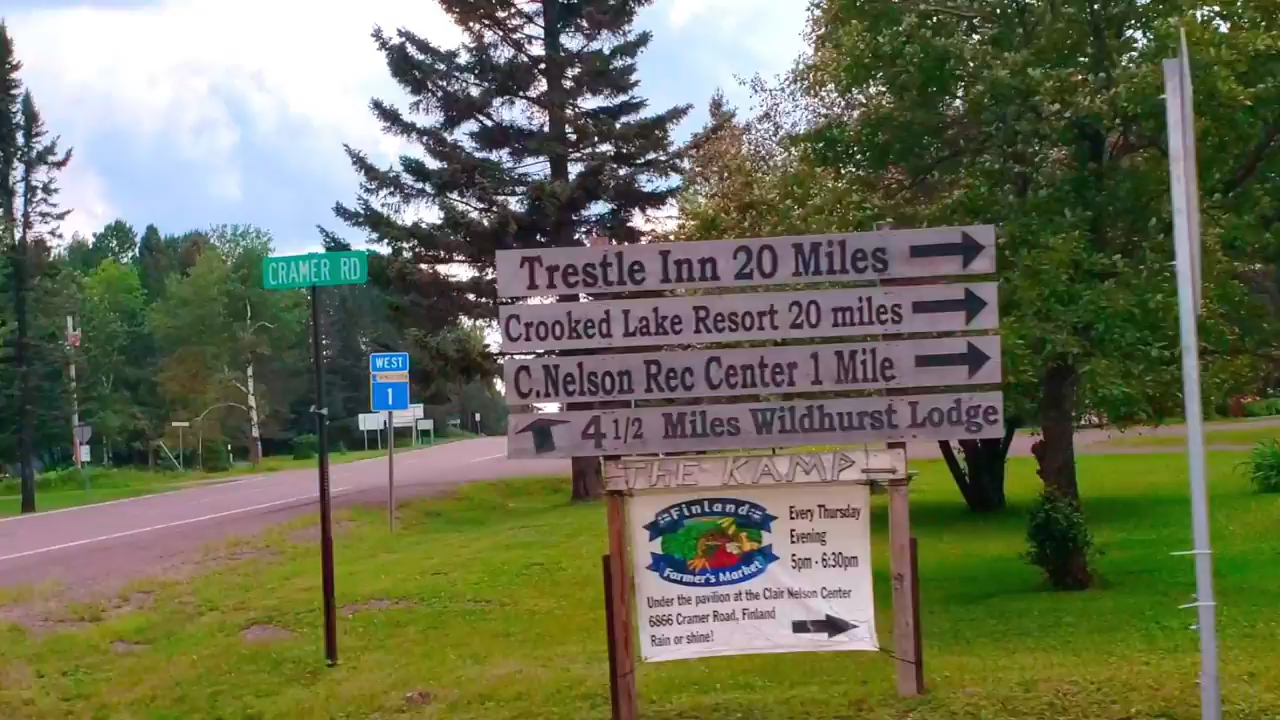 CRAMER RD
WEST
1
Trestle Inn 20 Miles
Crooked Lake Resort 20 miles
C.Nelson Rec Center 1 Mile
4 1/2 Miles Wildhurst Lodge
THE KAMP
Finland
Farmer's Market
Every Thursday
Evening
5pm - 6:30pm
Under the pavilion at the Clair Nelson Center
6866 Cramer Road, Finland
Rain or shine!